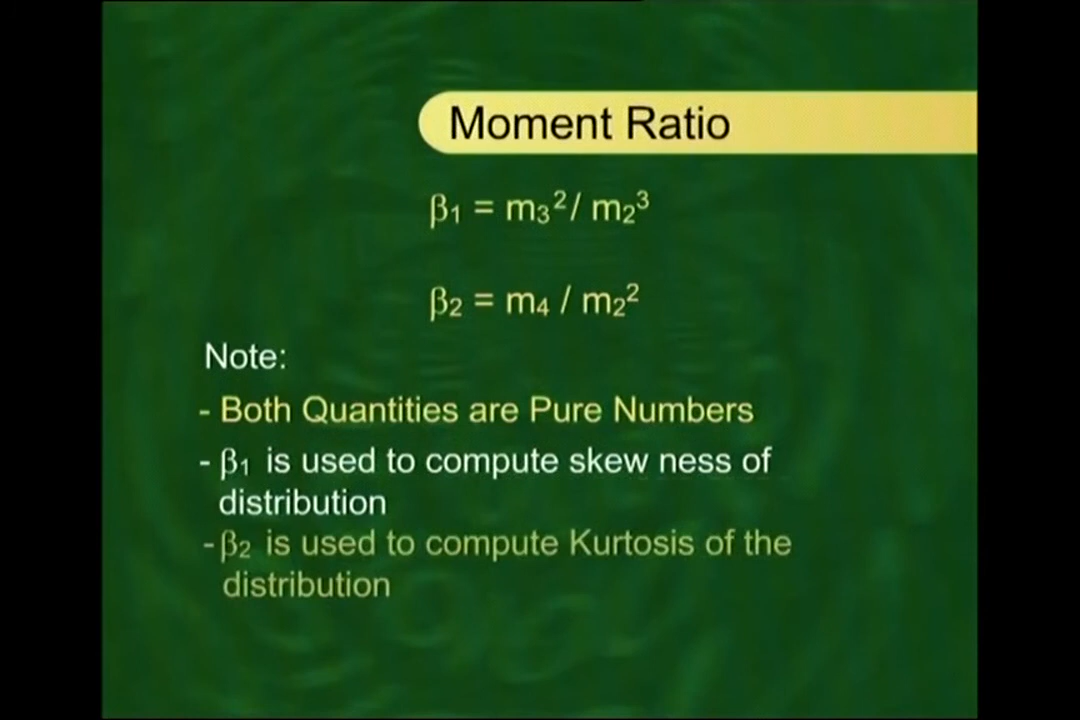 Moment Ratio
β₁ = m₃²/ m₂³
β₂ = m₄ / m₂²
Note:
- Both Quantities are Pure Numbers
- β₁ is used to compute skew ness of
distribution
-β₂ is used to compute Kurtosis of the
distribution